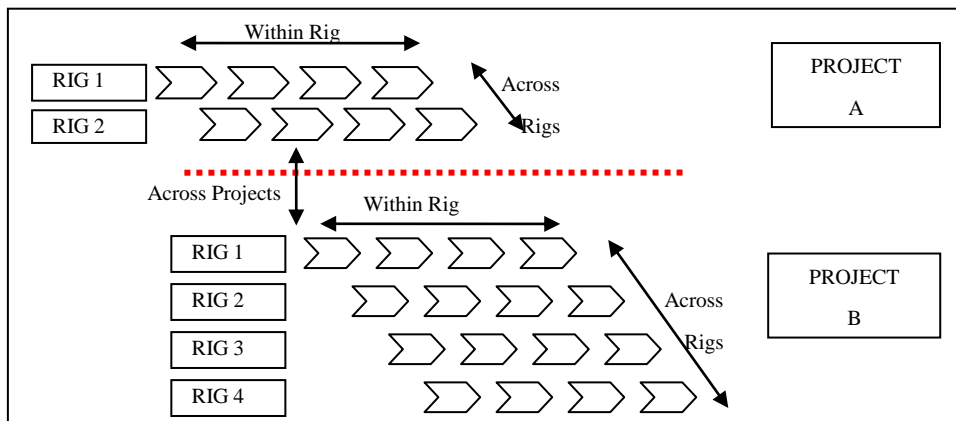 Within Rig
RIG 1
Across
PROJECT
A
RIG 2
Rigs
Across Projects
Within Rig
RIG 1
PROJECT
B
RIG 2
Across
RIG 3
Rigs
RIG 4